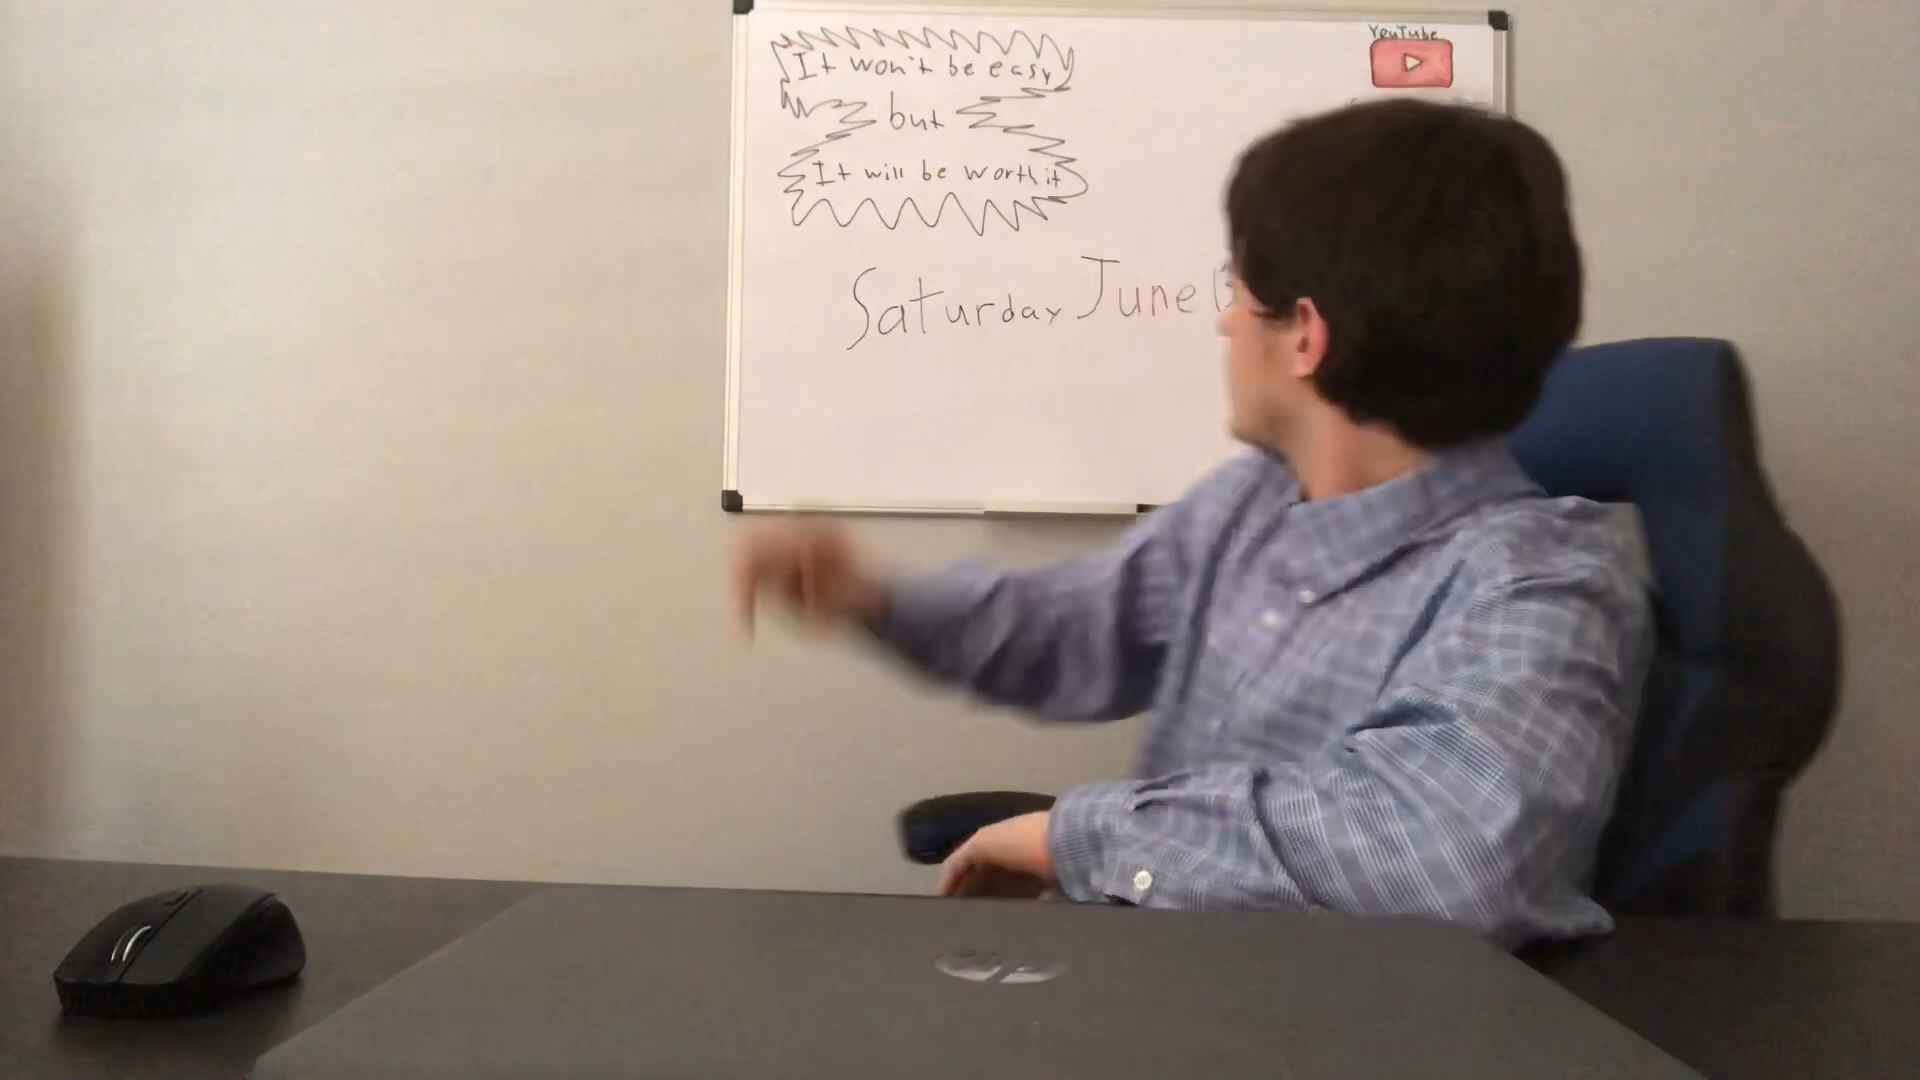 YouTube
It won't be easy
but
It will be worth it
Saturday June